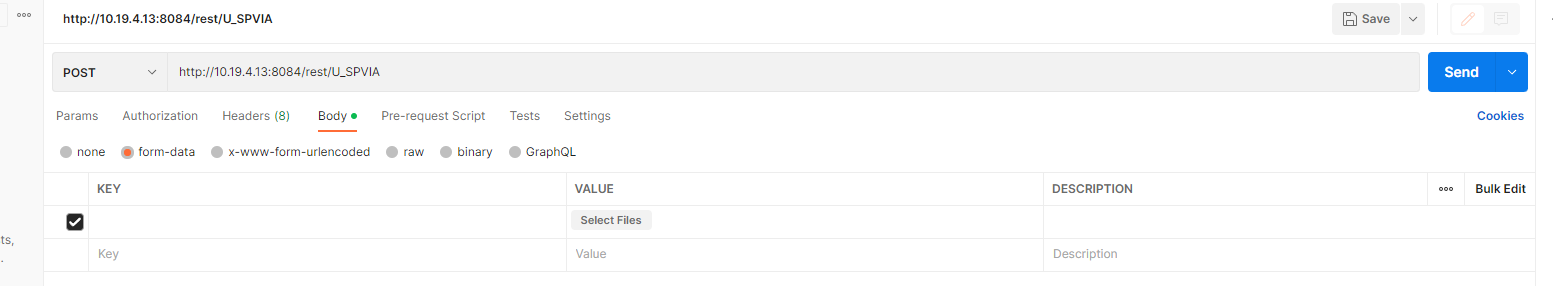 http://10.19.4.13:8084/rest/U_SPVIA
Save
POST
http://10.19.4.13:8084/rest/U_SPVIA
Send
Params Authorization Headers (8) Body Pre-request Script Tests Settings Cookies
none form-data x-www-form-urlencoded raw binary GraphQL
KEY VALUE DESCRIPTION Bulk Edit
Select Files
ts,
Key Value Description
.